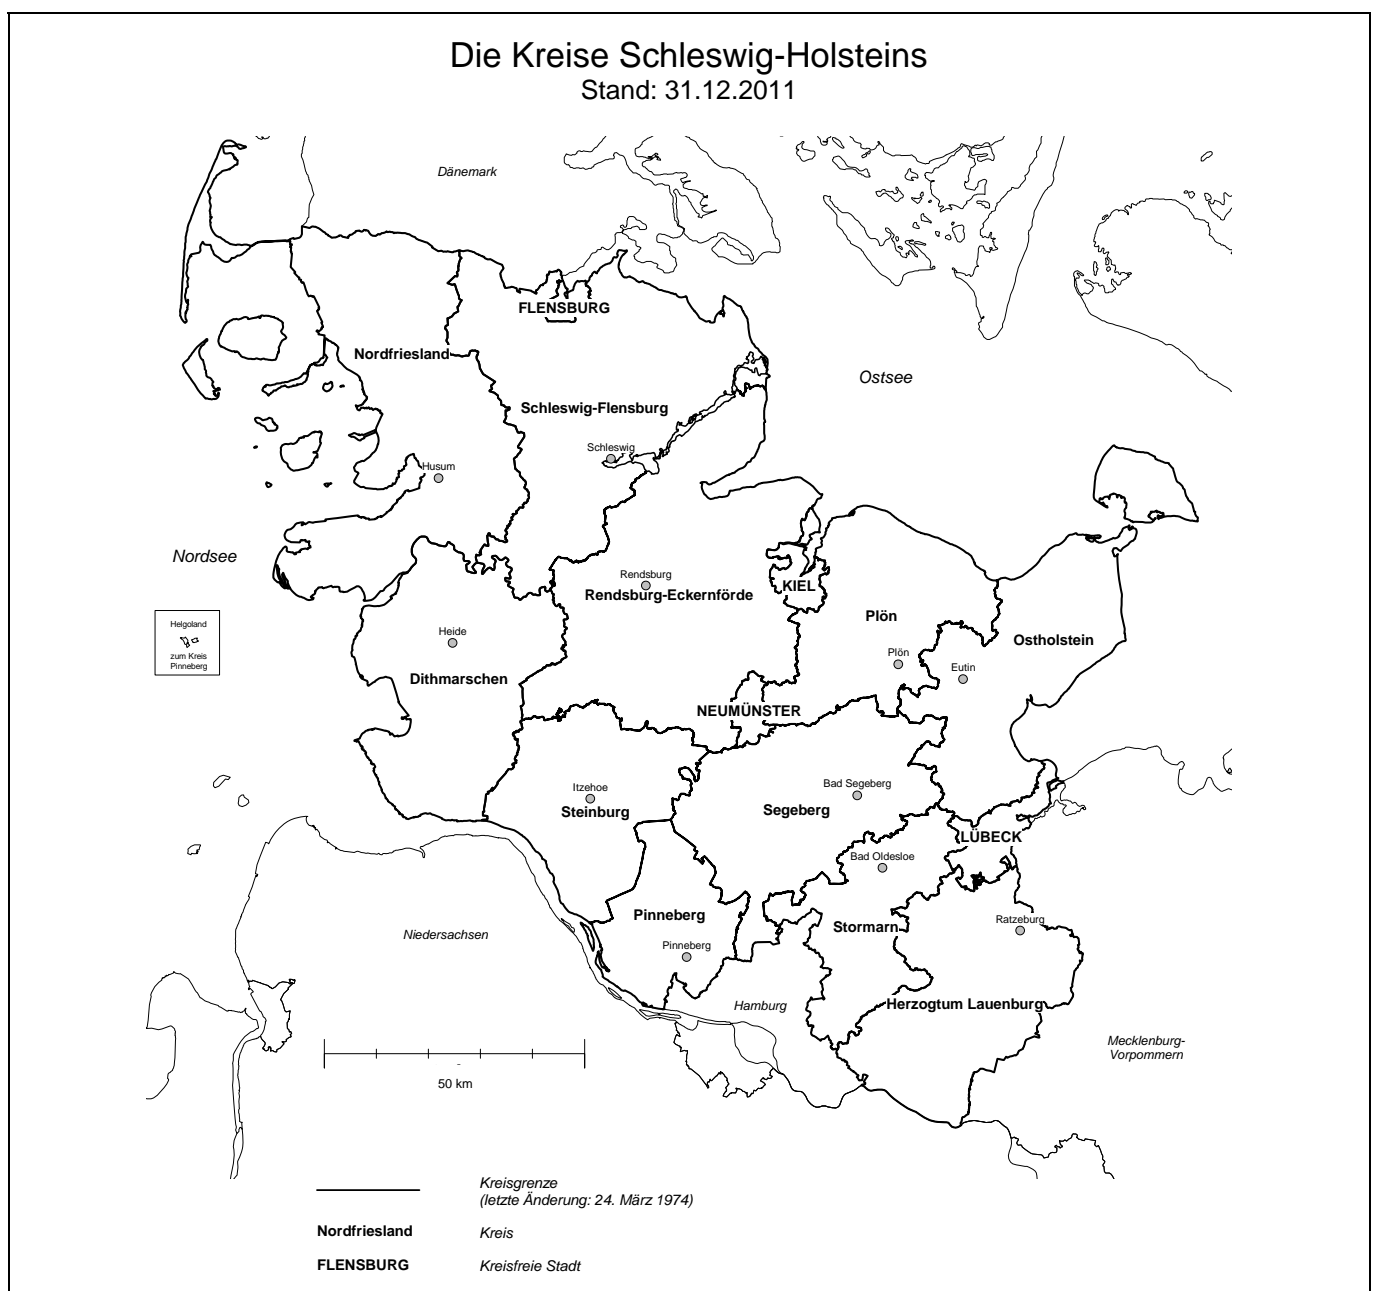 Die Kreise Schleswig-Holsteins
Stand: 31.12.2011
Dänemark
FLENSBURG
Nordfriesland
Ostsee
Schleswig-Flensburg
Schleswig
Husum
Nordsee
Rendsburg
Rendsburg-Eckernförde
KIEL
Plön
Helgoland
zum Kreis
Pinneberg
Heide
Ostholstein
Plön
Eutin
Dithmarschen
NEUMÜNSTER
Itzehoe
Steinburg
Bad Segeberg
Segeberg
LÜBECK
Bad Oldesloe
Pinneberg
Stormarn
Ratzeburg
Niedersachsen
Pinneberg
Hamburg
Herzogtum Lauenburg
Mecklenburg-
Vorpommern
50 km
Kreisgrenze
(letzte Änderung: 24. März 1974)
Nordfriesland Kreis
FLENSBURG Kreisfreie Stadt